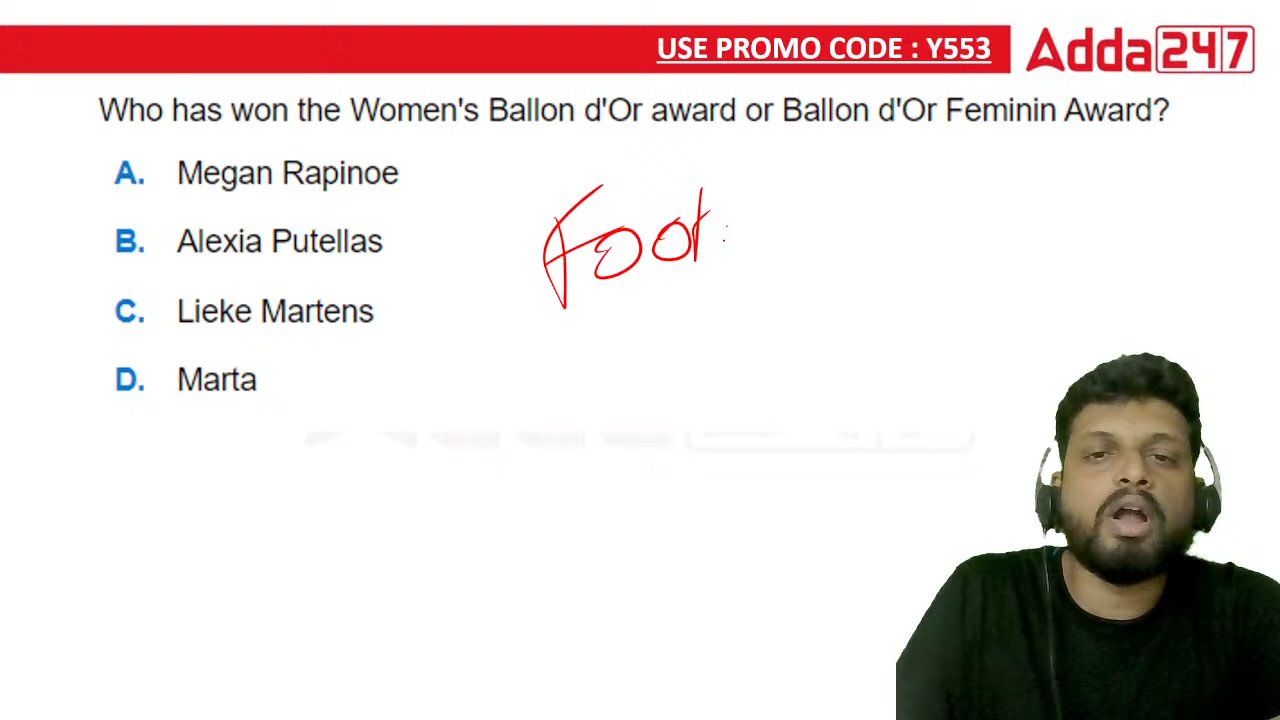 USE PROMO CODE : Y553
Adda247
Who has won the Women's Ballon d'Or award or Ballon d'Or Feminin Award?
A. Megan Rapinoe
B. Alexia Putellas
C. Lieke Martens
D. Marta
Foot